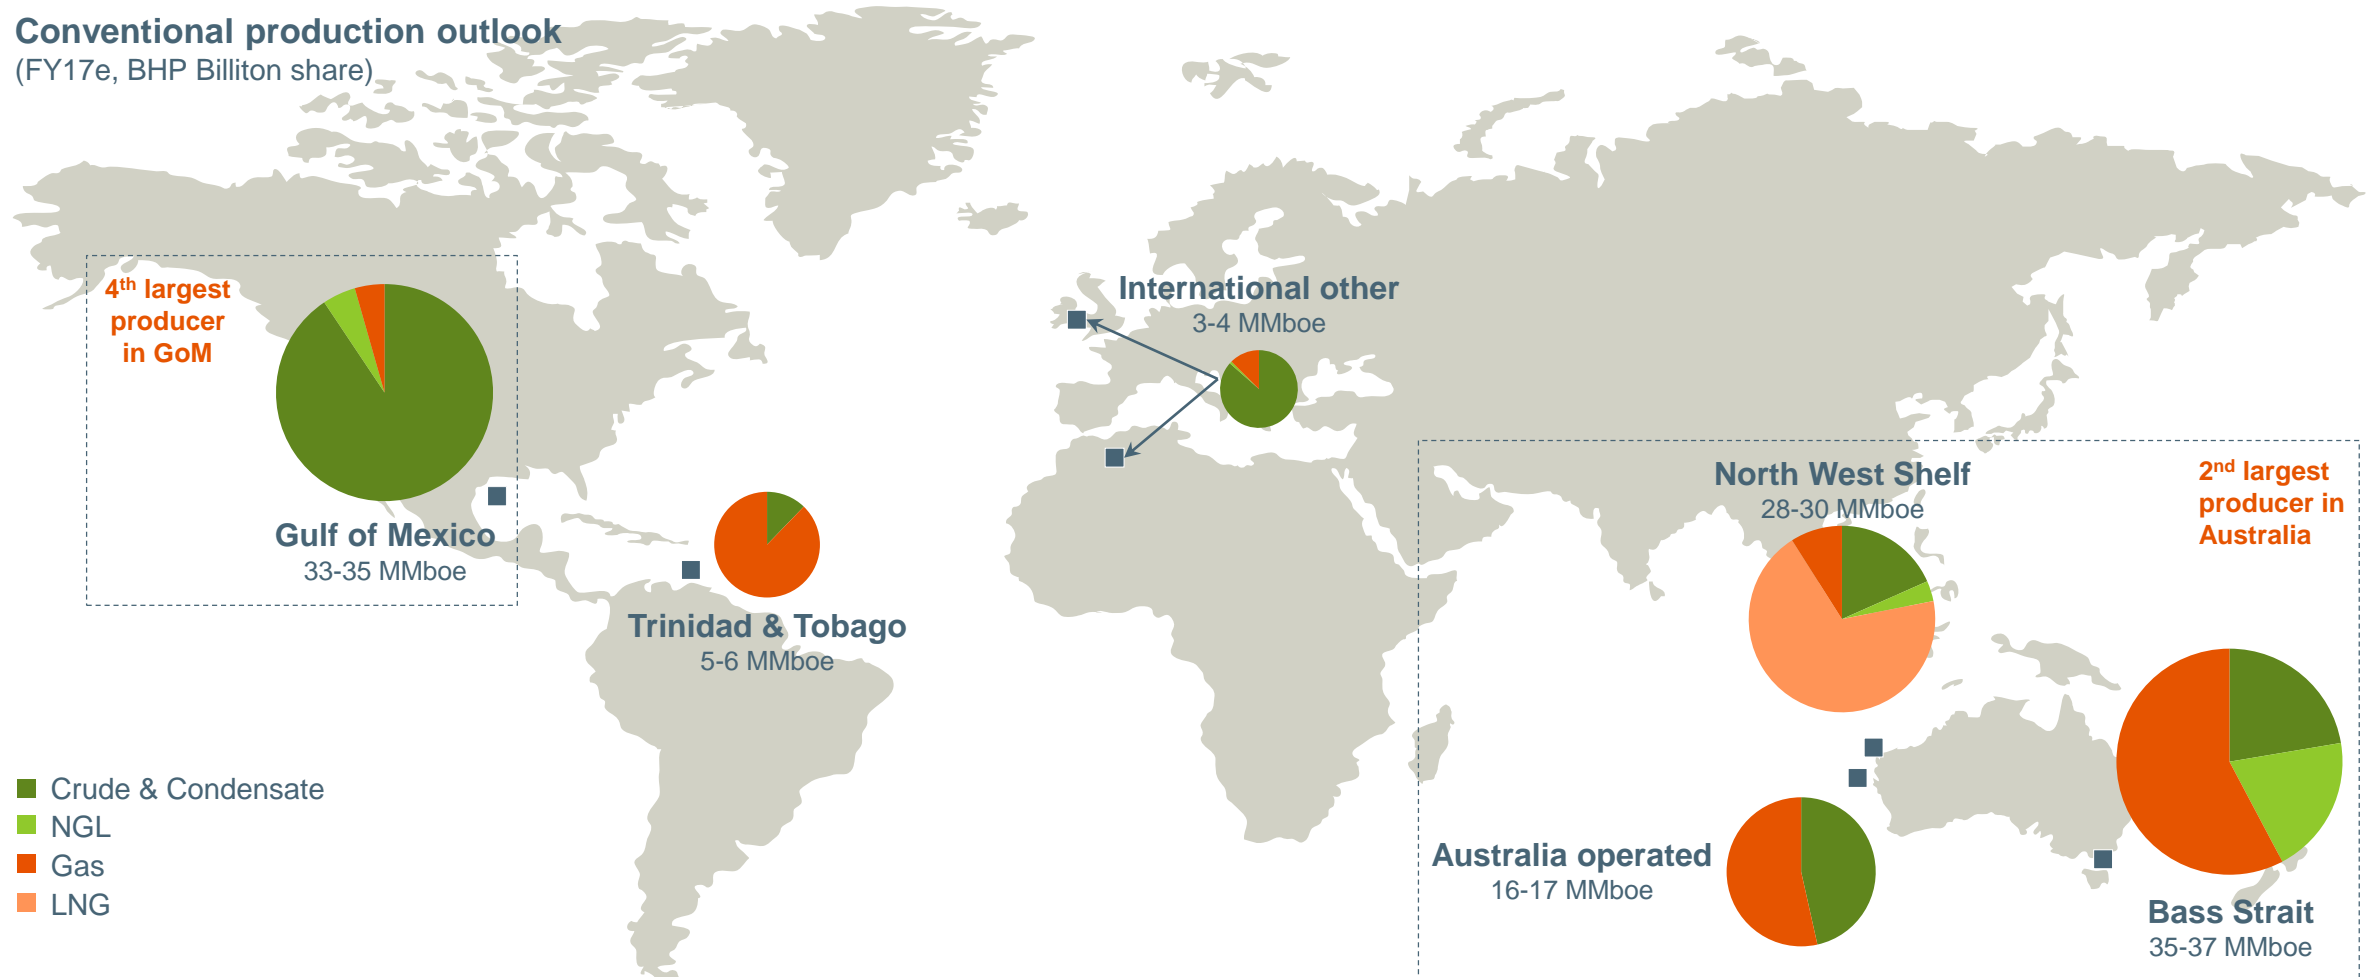 Conventional production outlook
(FY17e, BHP Billiton share)
4th largest
producer
in GoM
Gulf of Mexico
33-35 MMboe
Trinidad & Tobago
5-6 MMboe
International other
3-4 MMboe
North West Shelf
28-30 MMboe
2nd largest
producer in
Australia
Australia operated
16-17 MMboe
Bass Strait
35-37 MMboe
Crude & Condensate
NGL
Gas
LNG